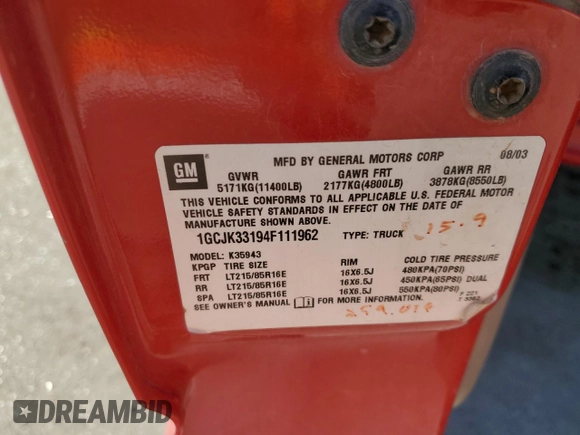 GM
MFD BY GENERAL MOTORS CORP 08/03
GVWR GAWR FRT GAWR RR
5171KG(11400LB) 2177KG(4800LB) 3878KG(8550LB)
THIS VEHICLE CONFORMS TO ALL APPLICABLE U.S. FEDERAL MOTOR
VEHICLE SAFETY STANDARDS IN EFFECT ON THE DATE OF
MANUFACTURE SHOWN ABOVE.
1GCJK33194F111962 TYPE: TRUCK 15.9
MODEL: K35943
KPGP TIRE SIZE RIM COLD TIRE PRESSURE
FRT LT215/85R16E 16X6.5J 480KPA(70PSI)
RR LT215/85R16E 16X6.5J 450KPA(65PSI) DUAL
SPA LT215/85R16E 16X6.5J 550KPA(80PSI)
SEE OWNER'S MANUAL FOR MORE INFORMATION.
DREAMBID